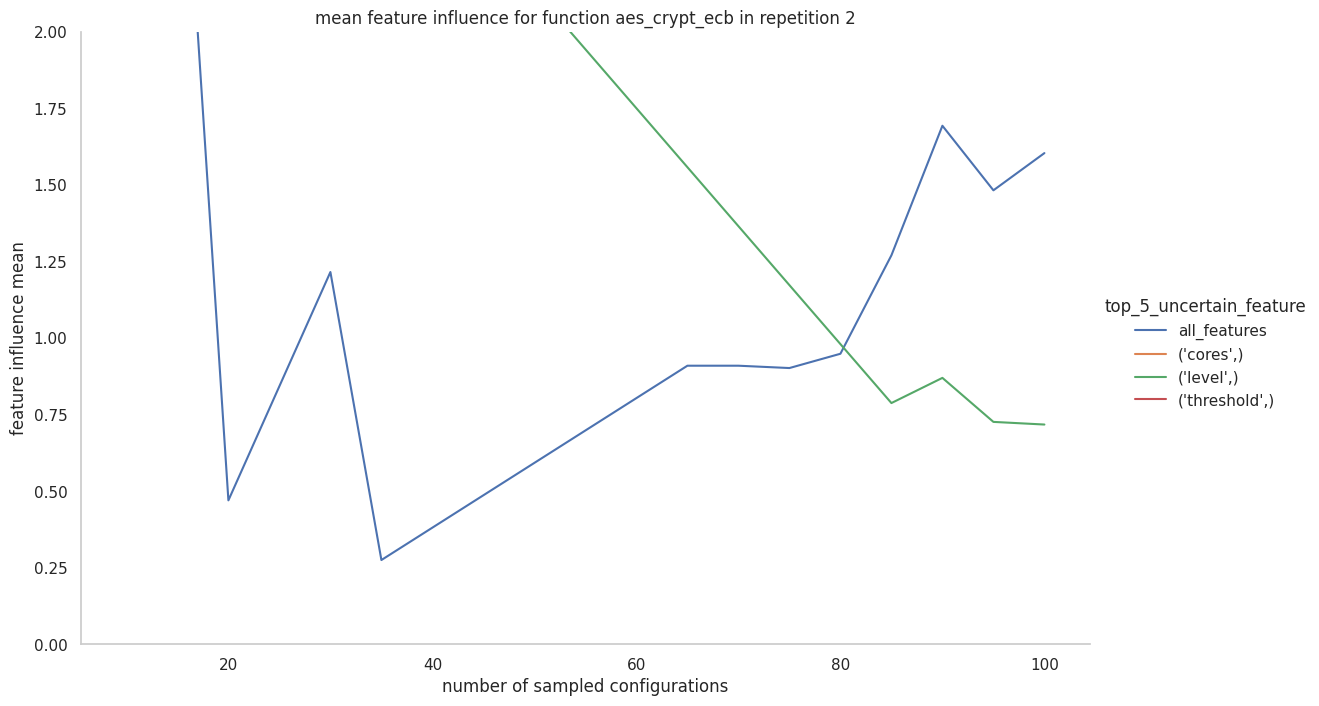 mean feature influence for function aes_crypt_ecb in repetition 2
2.00
1.75
1.50
1.25
1.00
0.75
0.50
0.25
0.00
feature influence mean
20 40 60 80 100
number of sampled configurations
top_5_uncertain_feature
all_features
('cores',)
('level',)
('threshold',)